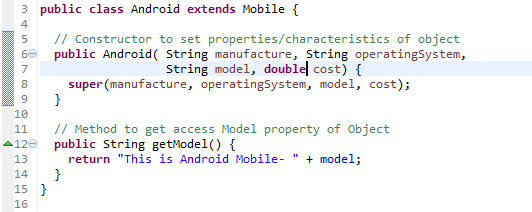 3 public class Android extends Mobile {
4
5 // Constructor to set properties/characteristics of object
6 public Android( String manufacture, String operatingSystem,
7 String model, double cost) {
8 super(manufacture, operatingSystem, model, cost);
9 }
10
11 // Method to get access Model property of Object
12 public String getModel() {
13 return "This is Android Mobile- " + model;
14 }
15 }
16